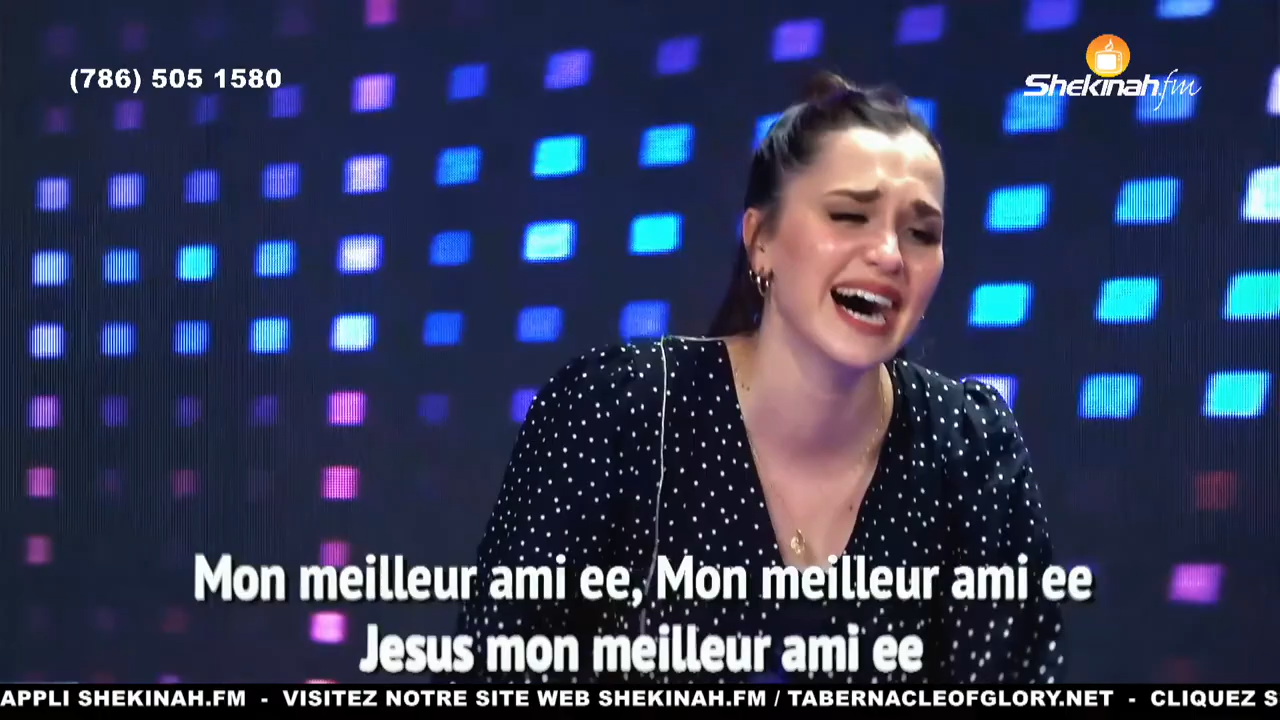 (786) 505 1580
Shekinah.fm
Mon meilleur ami ee, Mon meilleur ami ee
Jesus mon meilleur ami ee
APPLI SHEKINAH.FM - VISITEZ NOTRE SITE WEB SHEKINAH.FM / TABERNACLEOFGLORY.NET - CLIQUEZ S